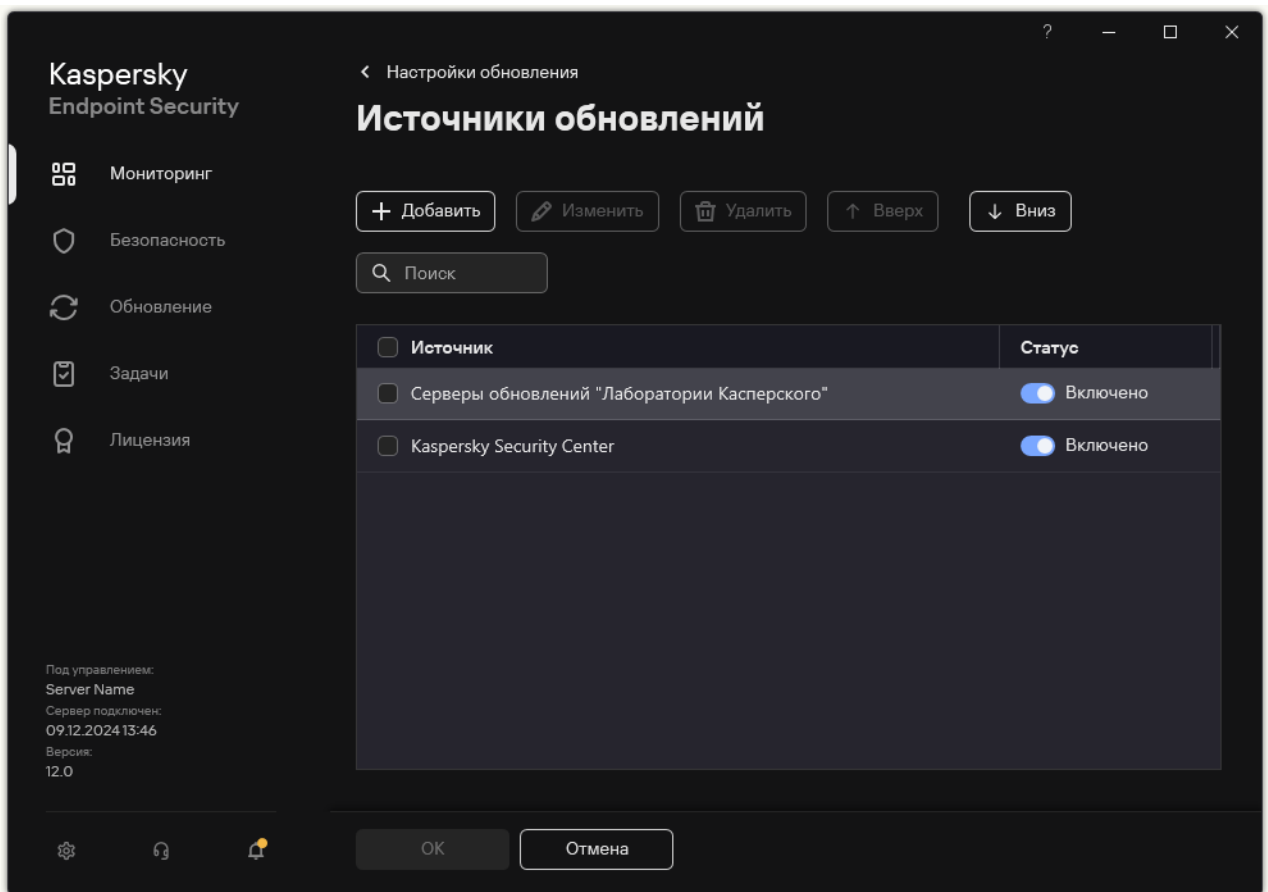 ?
Kaspersky
Endpoint Security
Мониторинг
Безопасность
Обновление
Задачи
Лицензия
Под управлением:
Server Name
Сервер подключен:
09.12.2024 13:46
Версия:
12.0
Настройки обновления
Источники обновлений
Добавить Изменить Удалить Вверх Вниз
Поиск
Источник Статус
Серверы обновлений "Лаборатории Касперского" Включено
Kaspersky Security Center Включено
ОК Отмена